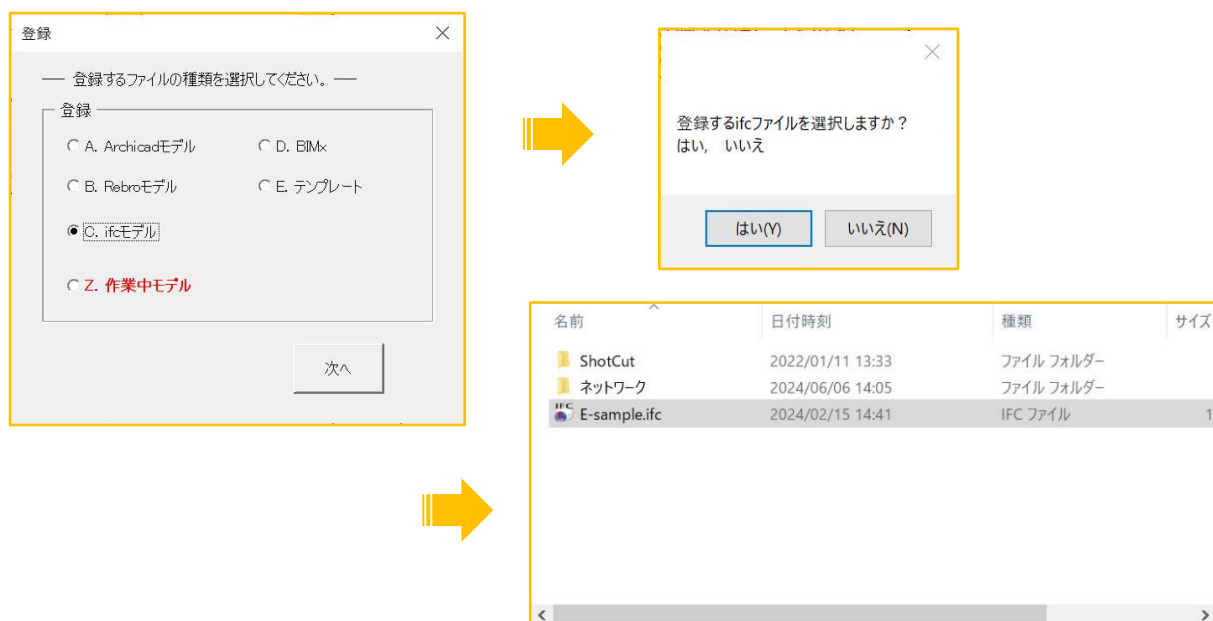 登録
── 登録するファイルの種類を選択してください。 ──
登録
A. Archicadモデル
D. BIMx
B. Rebroモデル
E. テンプレート
C. ifcモデル
Z. 作業中モデル
次へ
登録するifcファイルを選択しますか？
はい, いいえ
はい(Y)
いいえ(N)
名前 日付時刻 種類 サイズ
ShotCut 2022/01/11 13:33 ファイル フォルダー
ネットワーク 2024/06/06 14:05 ファイル フォルダー
IFC
E-sample.ifc 2024/02/15 14:41 IFC ファイル 1